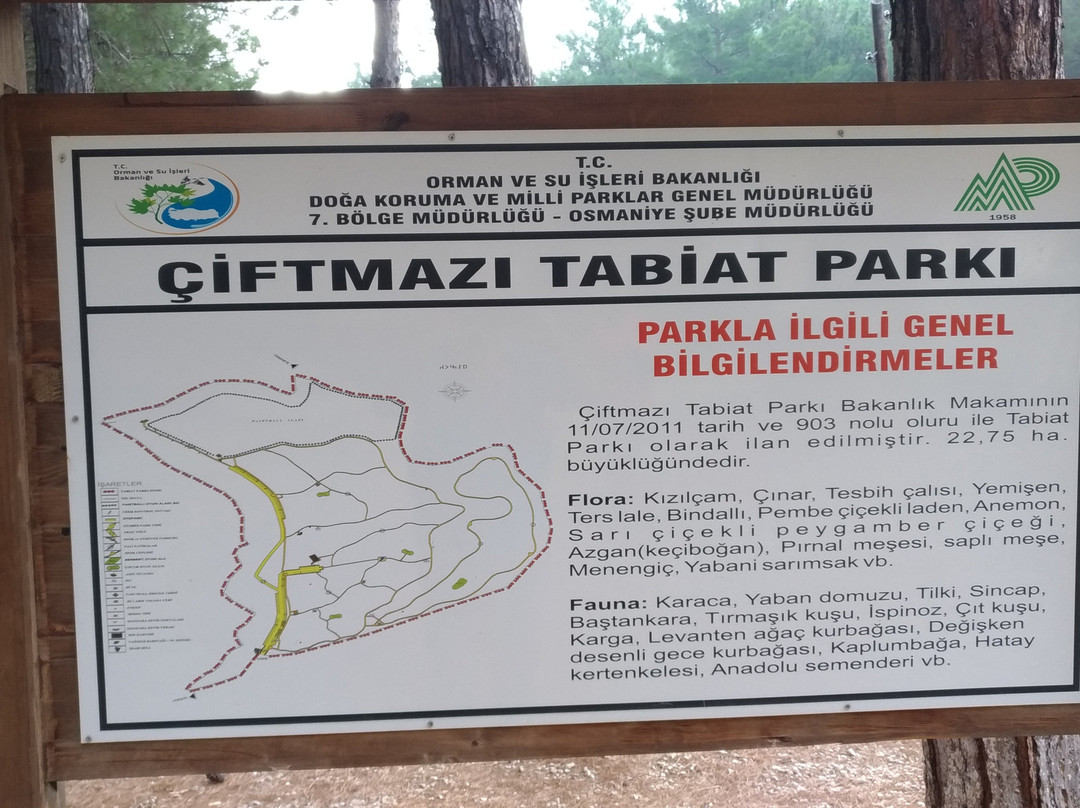 T.C.
Orman ve Su İşleri
Bakanlığı
T.C.
ORMAN VE SU İŞLERİ BAKANLIĞI
DOĞA KORUMA VE MİLLİ PARKLAR GENEL MÜDÜRLÜĞÜ
7. BÖLGE MÜDÜRLÜĞÜ - OSMANİYE ŞUBE MÜDÜRLÜĞÜ
MP
1958
ÇİFTMAZI TABİAT PARKI
PARKLA İLGİLİ GENEL
BİLGİLENDİRMELER
Çiftmazı Tabiat Parkı Bakanlık Makamının
11/07/2011 tarih ve 903 nolu oluru ile Tabiat
Parkı olarak ilan edilmiştir. 22,75 ha.
büyüklüğündedir.
Flora: Kızılçam, Çınar, Tesbih çalısı, Yemişen,
Ters lale, Bindallı, Pembe çiçekli laden, Anemon,
Sarı çiçekli peygamber çiçeği,
Azgan(keçiboğan), Pırnal meşesi, saplı meşe,
Menengiç, Yabani sarımsak vb.
Fauna: Karaca, Yaban domuzu, Tilki, Sincap,
Baştankara, Tırmaşık kuşu, İspinoz, Çıt kuşu,
Karga, Levanten ağaç kurbağası, Değişken
desenli gece kurbağası, Kaplumbağa, Hatay
kertenkelesi, Anadolu semenderi vb.
İŞARETLER